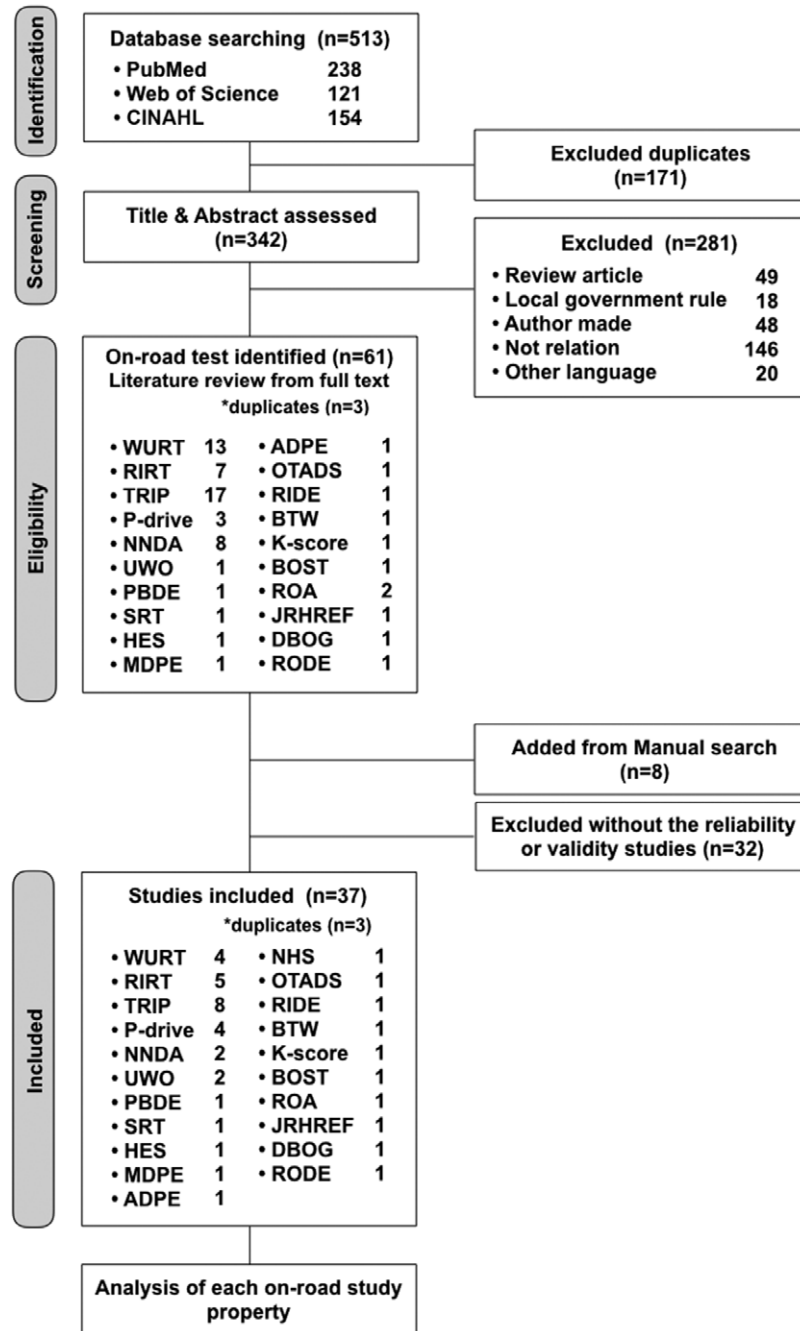 Identification
Database searching (n=513)
• PubMed 238
• Web of Science 121
• CINAHL 154
Excluded duplicates
(n=171)
Screening
Title & Abstract assessed
(n=342)
Excluded (n=281)
• Review article 49
• Local government rule 18
• Author made 48
• Not relation 146
• Other language 20
Eligibility
On-road test identified (n=61)
Literature review from full text
*duplicates (n=3)
• WURT 13 • ADPE 1
• RIRT 7 • OTADS 1
• TRIP 17 • RIDE 1
• P-drive 3 • BTW 1
• NNDA 8 • K-score 1
• UWO 1 • BOST 1
• PBDE 1 • ROA 2
• SRT 1 • JRHREF 1
• HES 1 • DBOG 1
• MDPE 1 • RODE 1
Added from Manual search
(n=8)
Excluded without the reliability
or validity studies (n=32)
Included
Studies included (n=37)
*duplicates (n=3)
• WURT 4 • NHS 1
• RIRT 5 • OTADS 1
• TRIP 8 • RIDE 1
• P-drive 4 • BTW 1
• NNDA 2 • K-score 1
• UWO 2 • BOST 1
• PBDE 1 • ROA 1
• SRT 1 • JRHREF 1
• HES 1 • DBOG 1
• MDPE 1 • RODE 1
• ADPE 1
Analysis of each on-road study
property